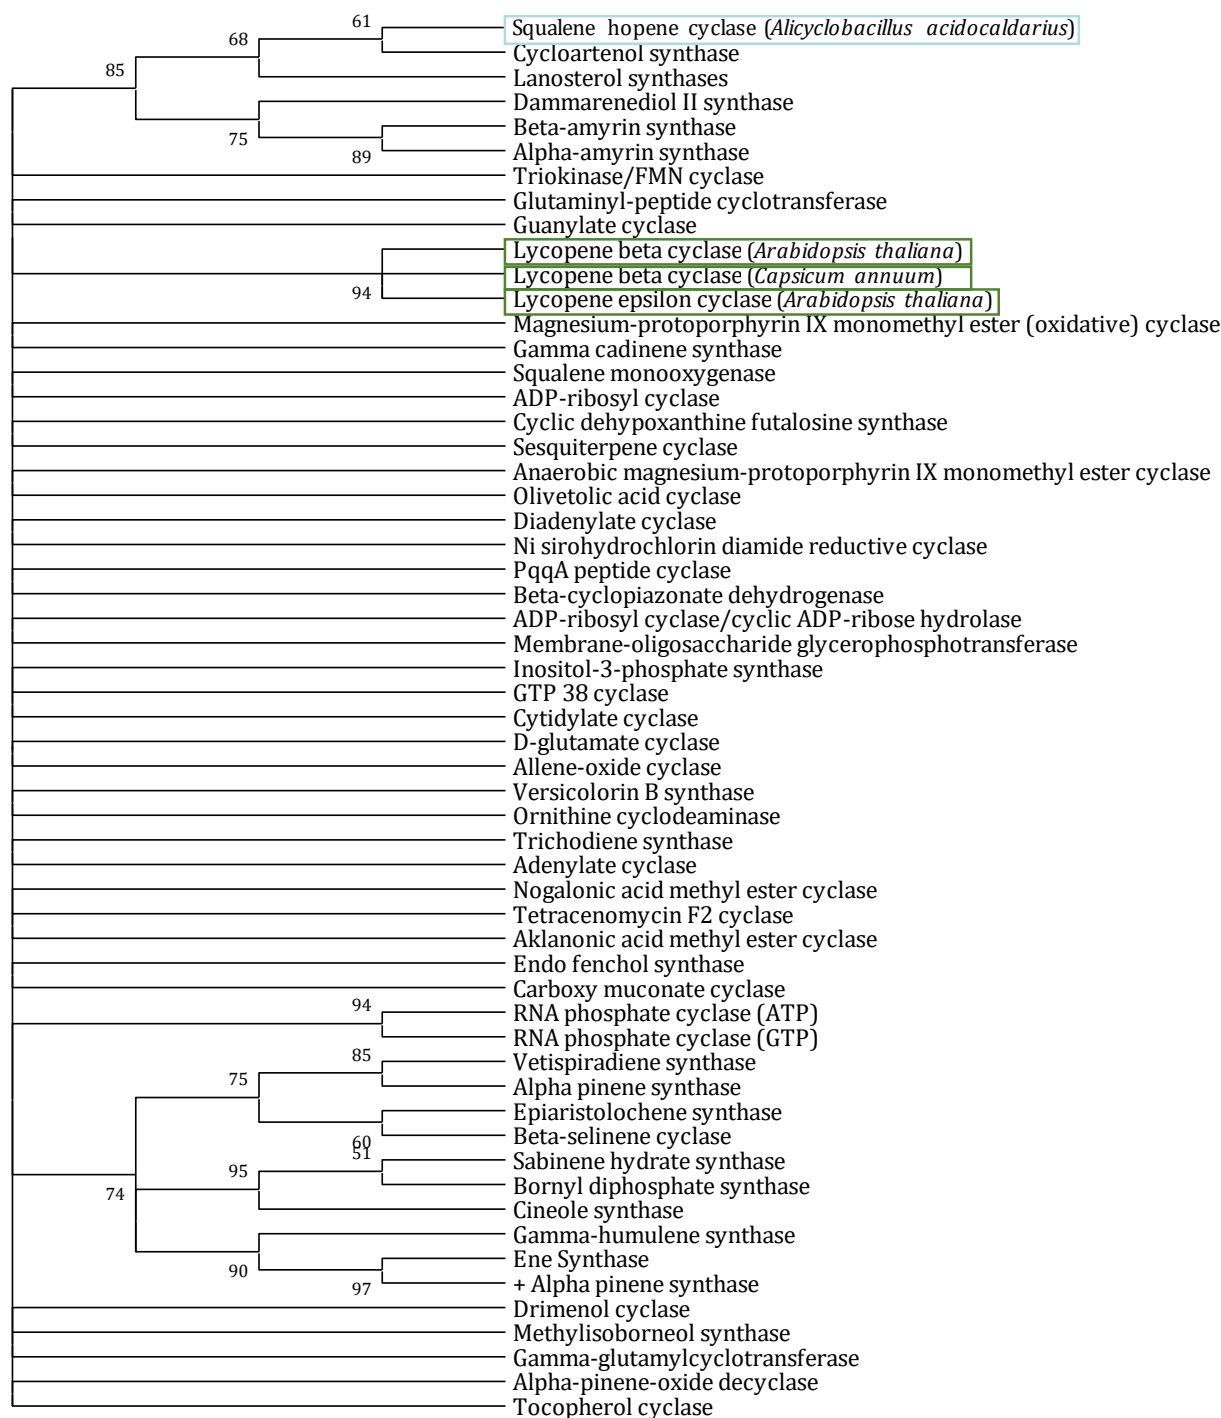 61
Squalene hopene cyclase (Alicyclobacillus acidocaldarius)
68
Cycloartenol synthase
85
Lanosterol synthases
Dammarenediol II synthase
Beta-amyrin synthase
75
Alpha-amyrin synthase
89
Triokinase/FMN cyclase
Glutaminyl-peptide cyclotransferase
Guanylate cyclase
Lycopene beta cyclase (Arabidopsis thaliana)
Lycopene beta cyclase (Capsicum annuum)
94
Lycopene epsilon cyclase (Arabidopsis thaliana)
Magnesium-protoporphyrin IX monomethyl ester (oxidative) cyclase
Gamma cadinene synthase
Squalene monooxygenase
ADP-ribosyl cyclase
Cyclic dehypoxanthine futalosine synthase
Sesquiterpene cyclase
Anaerobic magnesium-protoporphyrin IX monomethyl ester cyclase
Olivetolic acid cyclase
Diadenylate cyclase
Ni sirohydrochlorin diamide reductive cyclase
PqqA peptide cyclase
Beta-cyclopiazonate dehydrogenase
ADP-ribosyl cyclase/cyclic ADP-ribose hydrolase
Membrane-oligosaccharide glycerophosphotransferase
Inositol-3-phosphate synthase
GTP 38 cyclase
Cytidylate cyclase
D-glutamate cyclase
Allene-oxide cyclase
Versicolorin B synthase
Ornithine cyclodeaminase
Trichodiene synthase
Adenylate cyclase
Nogalonic acid methyl ester cyclase
Tetracenomycin F2 cyclase
Aklanonic acid methyl ester cyclase
Endo fenchol synthase
Carboxy muconate cyclase
94
RNA phosphate cyclase (ATP)
RNA phosphate cyclase (GTP)
85
Vetispiradiene synthase
75
Alpha pinene synthase
Epiaristolochene synthase
Beta-selinene cyclase
60
51
Sabinene hydrate synthase
95
Bornyl diphosphate synthase
74
Cineole synthase
Gamma-humulene synthase
Ene Synthase
90
+ Alpha pinene synthase
97
Drimenol cyclase
Methylisoborneol synthase
Gamma-glutamylcyclotransferase
Alpha-pinene-oxide decyclase
Tocopherol cyclase